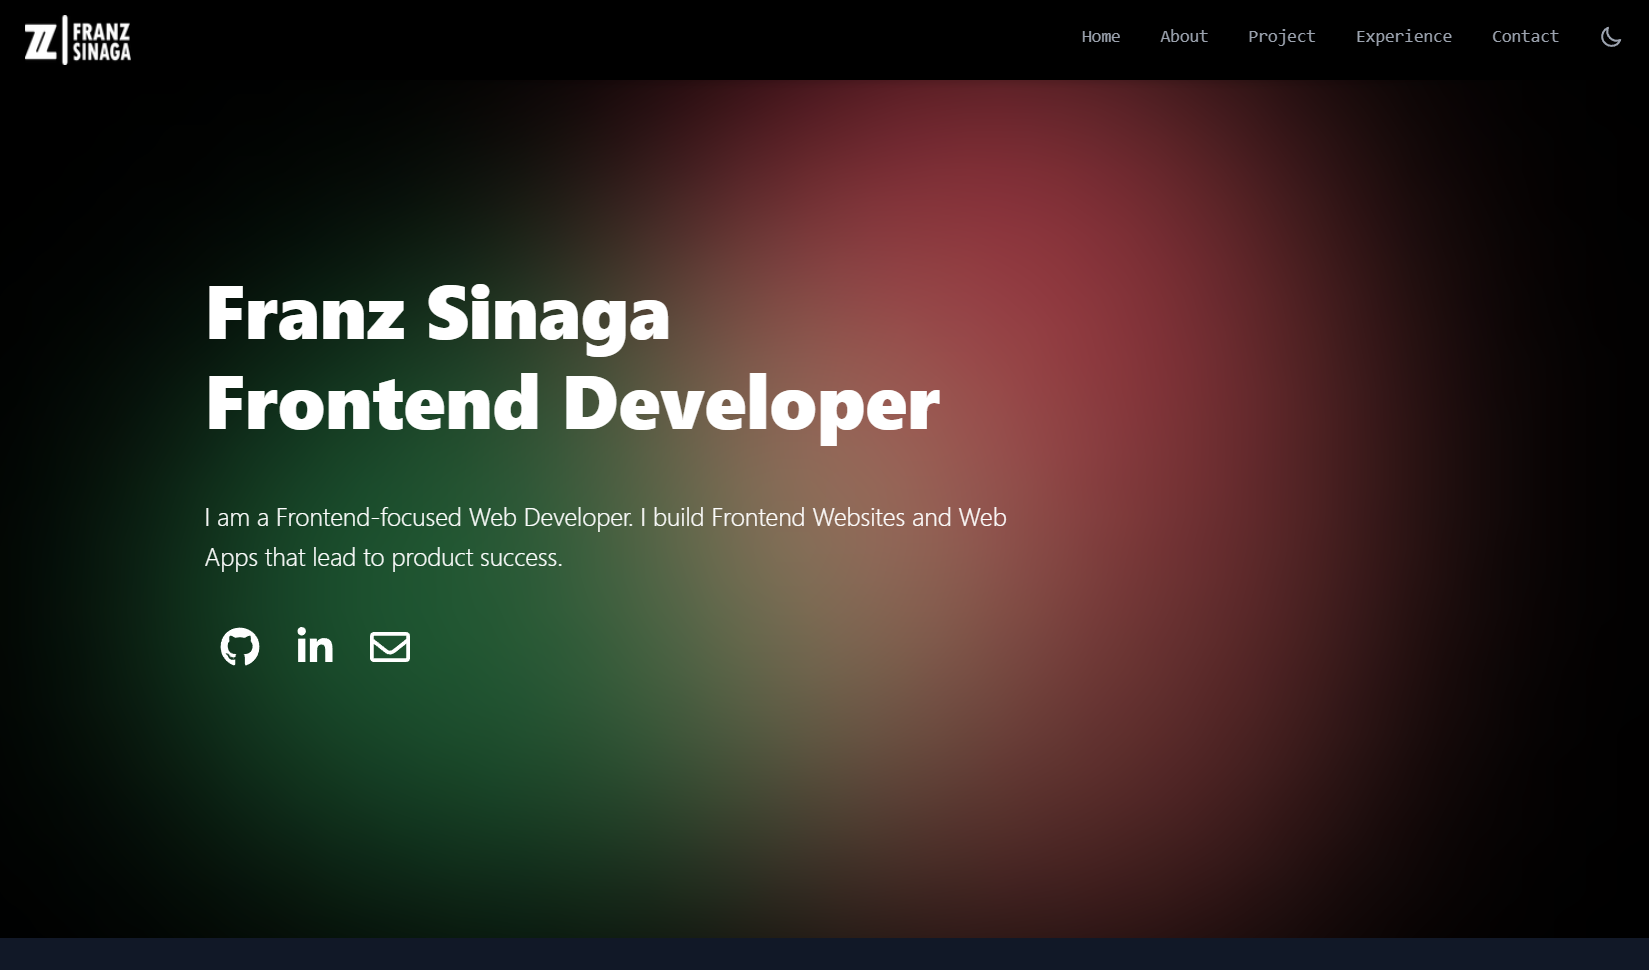 FRANZ
SINAGA
Home About Project Experience Contact
Franz Sinaga
Frontend Developer
I am a Frontend-focused Web Developer. I build Frontend Websites and Web
Apps that lead to product success.
in